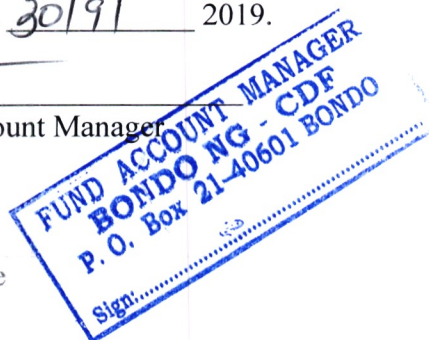 30/9/ 2019.
ount Manager
FUND ACCOUNT MANAGER
BONDO NG - CDF
P. O. Box 21-40601 BONDO
Sign:
e